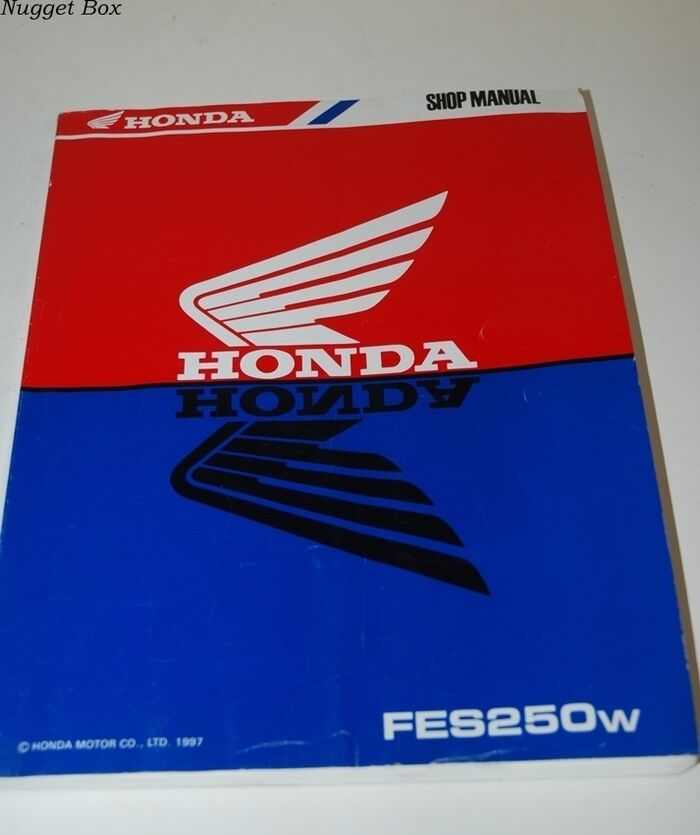 Nugget Box
HONDA
SHOP MANUAL
HONDA
HONDA
FES250W
© HONDA MOTOR CO., LTD. 1997